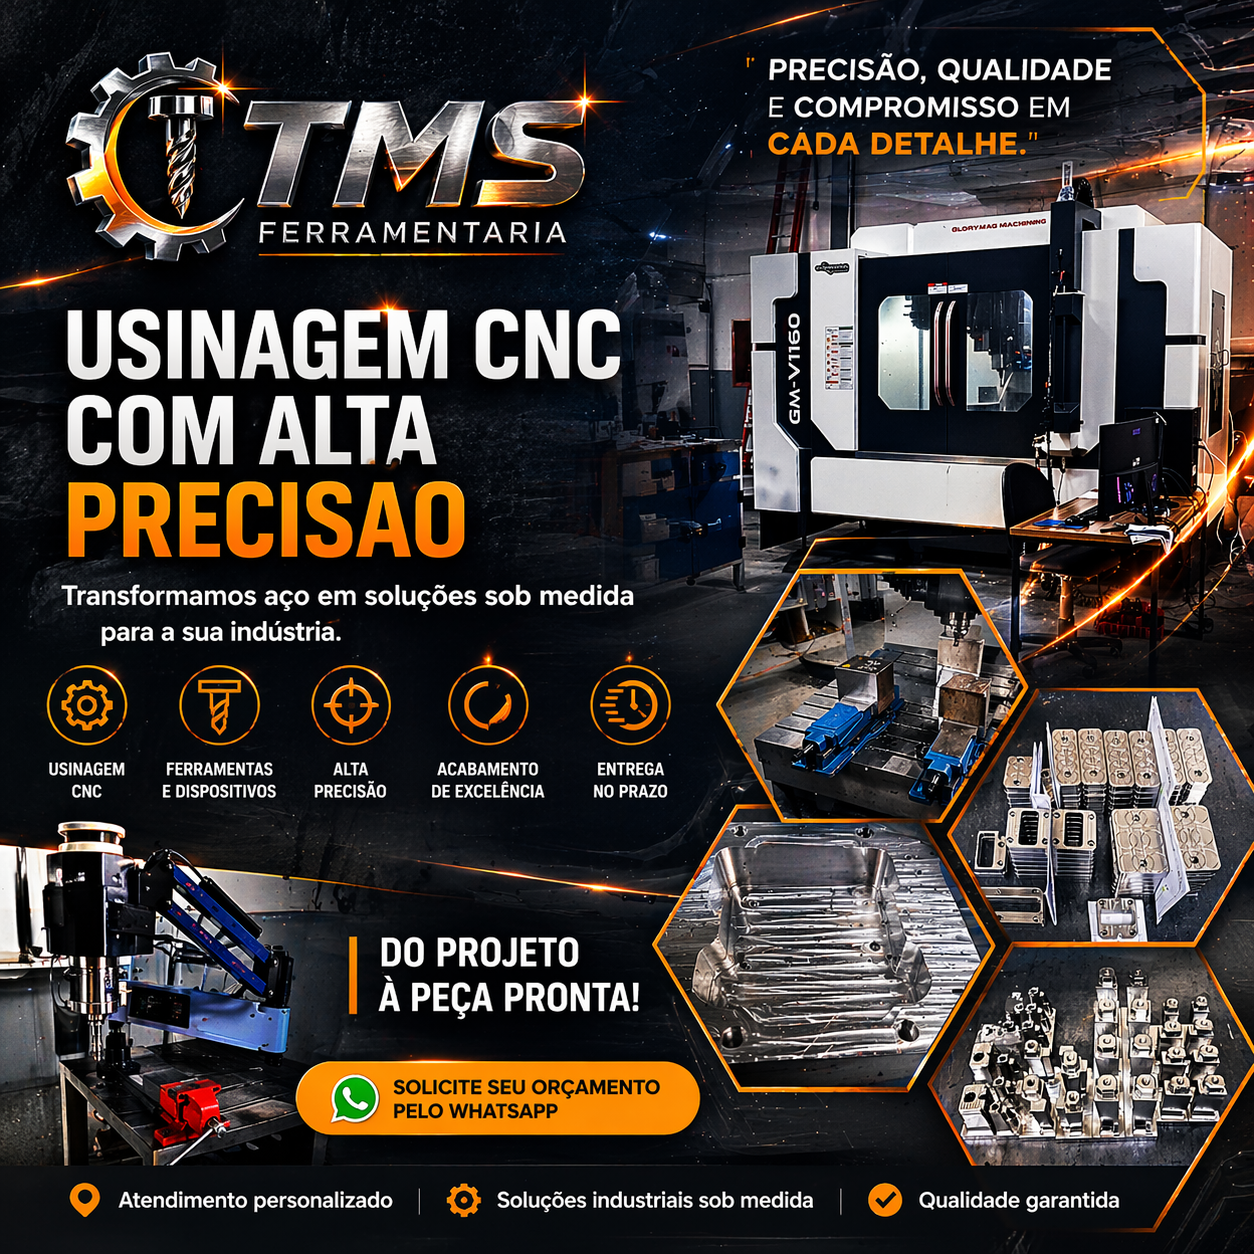 TMS
FERRAMENTARIA
" PRECISÃO, QUALIDADE
E COMPROMISSO EM
CADA DETALHE."
GLORYMAG MACHINING
GM-V1160
USINAGEM CNC
COM ALTA
PRECISAO
Transformamos aço em soluções sob medida
para a sua indústria.
USINAGEM
CNC
FERRAMENTAS
E DISPOSITIVOS
ALTA
PRECISÃO
ACABAMENTO
DE EXCELÊNCIA
ENTREGA
NO PRAZO
DO PROJETO
À PEÇA PRONTA!
SOLICITE SEU ORÇAMENTO
PELO WHATSAPP
Atendimento personalizado
Soluções industriais sob medida
Qualidade garantida